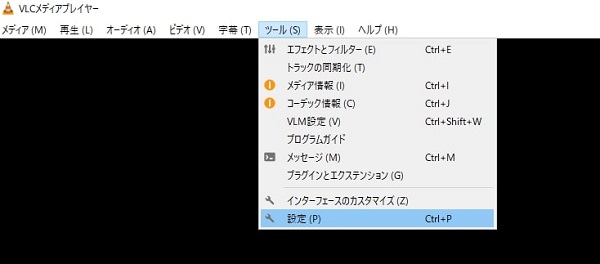 VLCメディアプレイヤー
メディア (M) 再生 (L) オーディオ (A) ビデオ (V) 字幕 (T) ツール (S) 表示 (I) ヘルプ (H)
エフェクトとフィルター (E) Ctrl+E
トラックの同期化 (T)
メディア情報 (I) Ctrl+I
コーデック情報 (C) Ctrl+J
VLM設定 (V) Ctrl+Shift+W
プログラムガイド
メッセージ (M) Ctrl+M
プラグインとエクステンション (G)
インターフェースのカスタマイズ (Z)
設定 (P) Ctrl+P